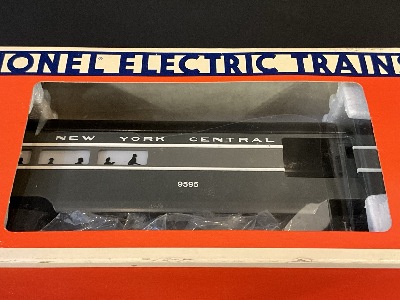 IONEL ELECTRIC TRAINS
NEW YORK CENTRAL
9595